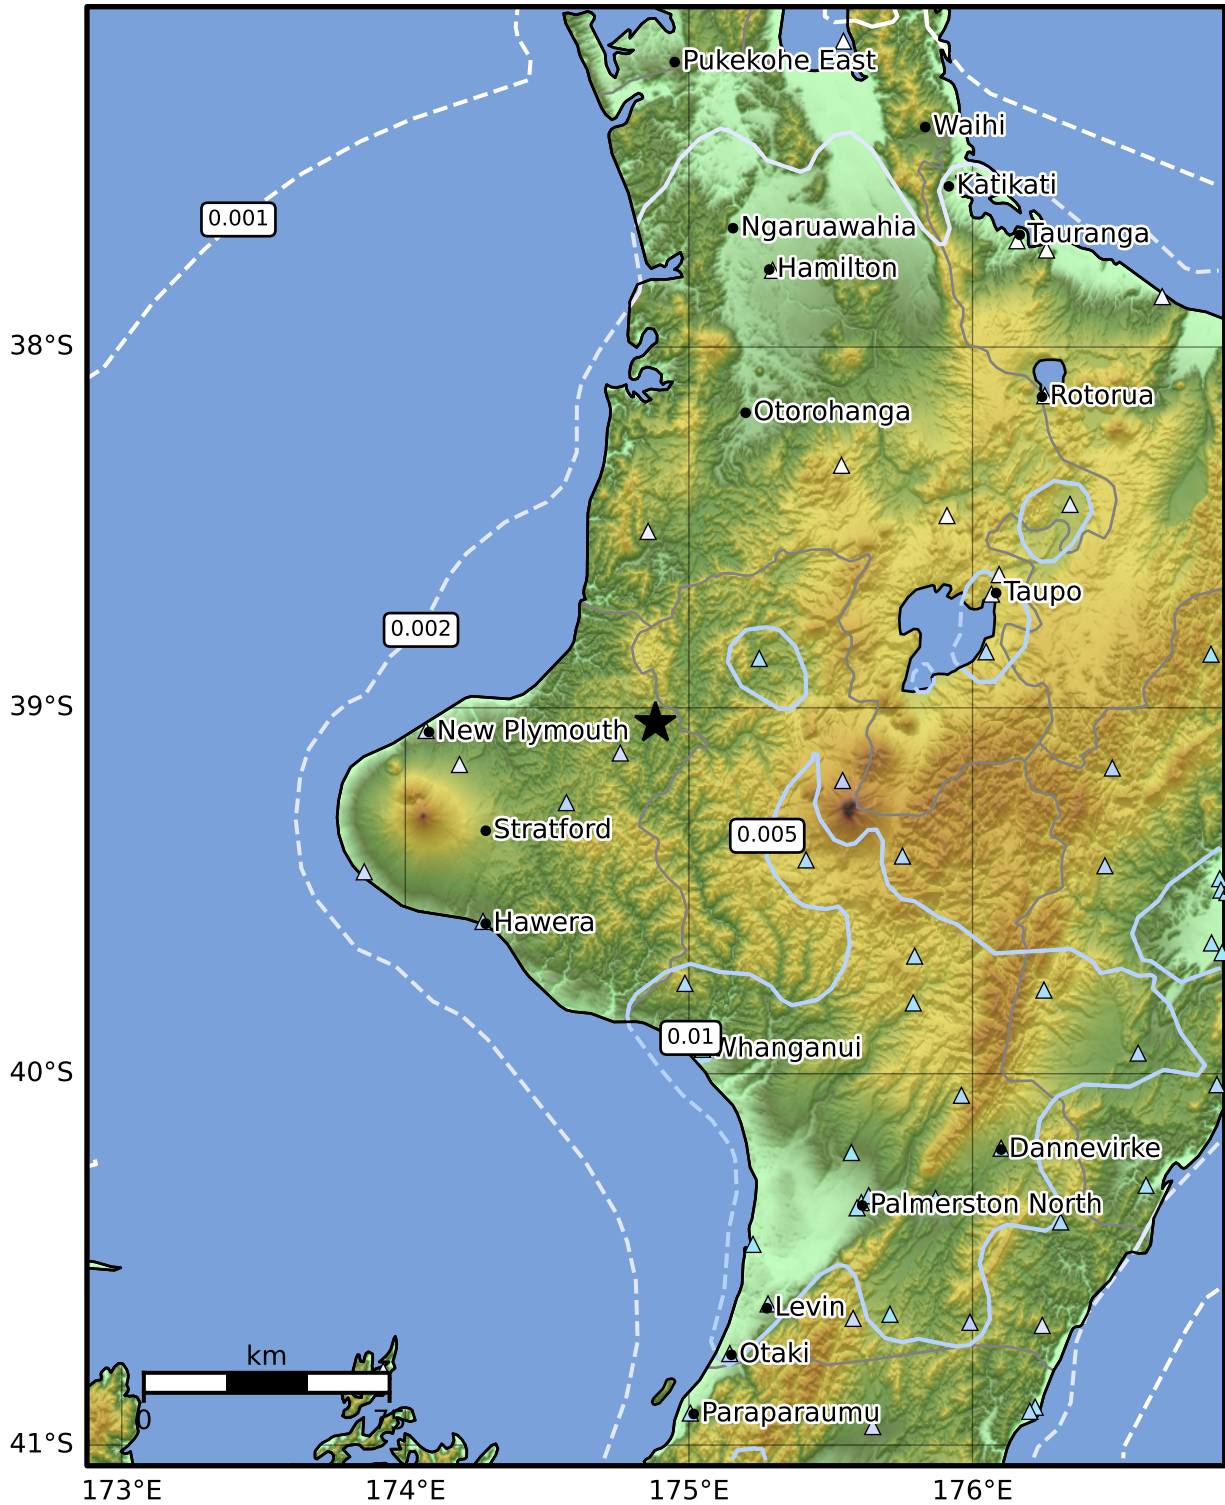 Pukekohe East
Waihi
Katikati
0.001
Ngaruawahia
Tauranga
Hamilton
38°S
Rotorua
Otorohanga
Taupo
0.002
39°S
New Plymouth
Stratford
0.005
Hawera
0.01
Whanganui
40°S
Dannevirke
Palmerston North
Levin
km
Otaki
0
Paraparaumu
41°S
173°E
174°E
175°E
176°E